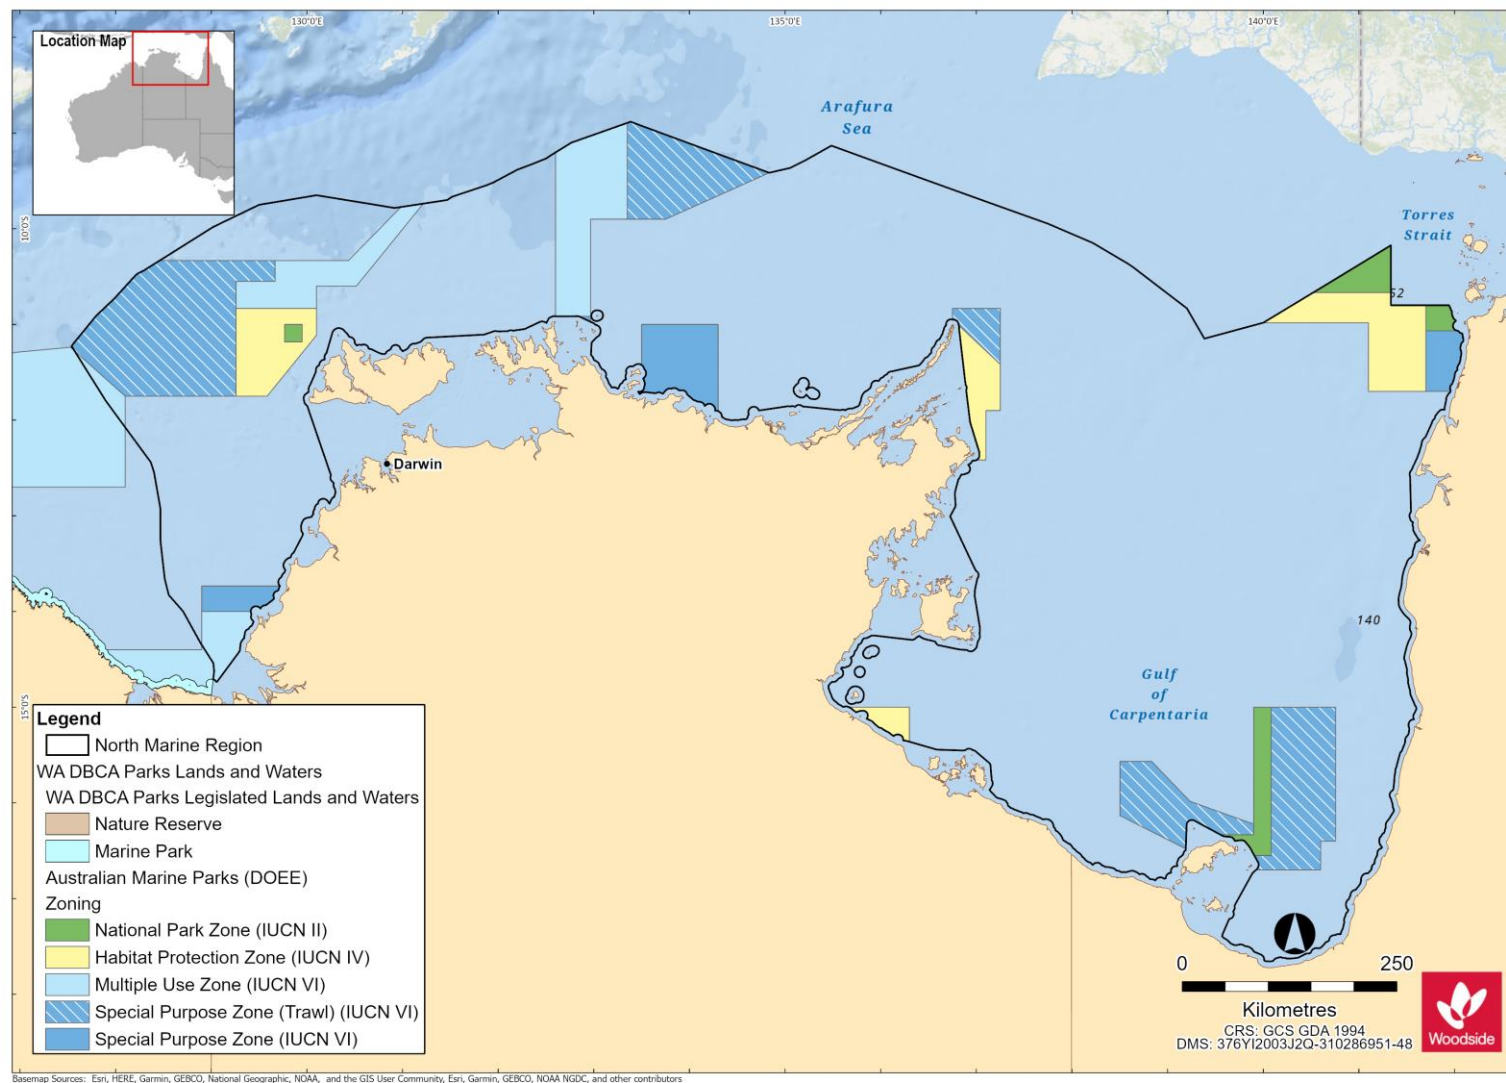 130°0'E
135°0'E
140°0'E
Location Map
Arafura
Sea
Torres
Strait
10°0'S
52
Darwin
140
Gulf
of
Carpentaria
15°0'S
Legend
North Marine Region
WA DBCA Parks Lands and Waters
WA DBCA Parks Legislated Lands and Waters
Nature Reserve
Marine Park
Australian Marine Parks (DOEE)
Zoning
National Park Zone (IUCN II)
Habitat Protection Zone (IUCN IV)
Multiple Use Zone (IUCN VI)
Special Purpose Zone (Trawl) (IUCN VI)
Special Purpose Zone (IUCN VI)
0 250
Kilometres
CRS: GCS GDA 1994
DMS: 376YI2003J2Q-310286951-48
Woodside
Basemap Sources: Esri, HERE, Garmin, GEBCO, National Geographic, NOAA, and the GIS User Community, Esri, Garmin, GEBCO, NOAA NGDC, and other contributors